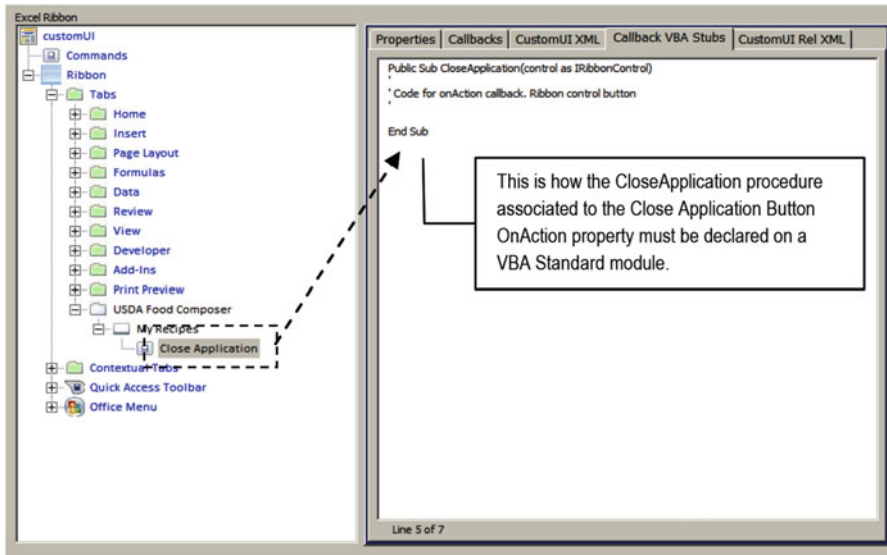 Excel Ribbon
customUI
Commands
Ribbon
Tabs
Home
Insert
Page Layout
Formulas
Data
Review
View
Developer
Add-Ins
Print Preview
USDA Food Composer
My Recipes
Close Application
Contextual Tabs
Quick Access Toolbar
Office Menu
Properties Callbacks CustomUI XML Callback VBA Stubs CustomUI Rel XML
Public Sub CloseApplication(control as IRibbonControl)
'
' Code for onAction callback. Ribbon control button
'
End Sub
This is how the CloseApplication procedure
associated to the Close Application Button
OnAction property must be declared on a
VBA Standard module.
Line 5 of 7